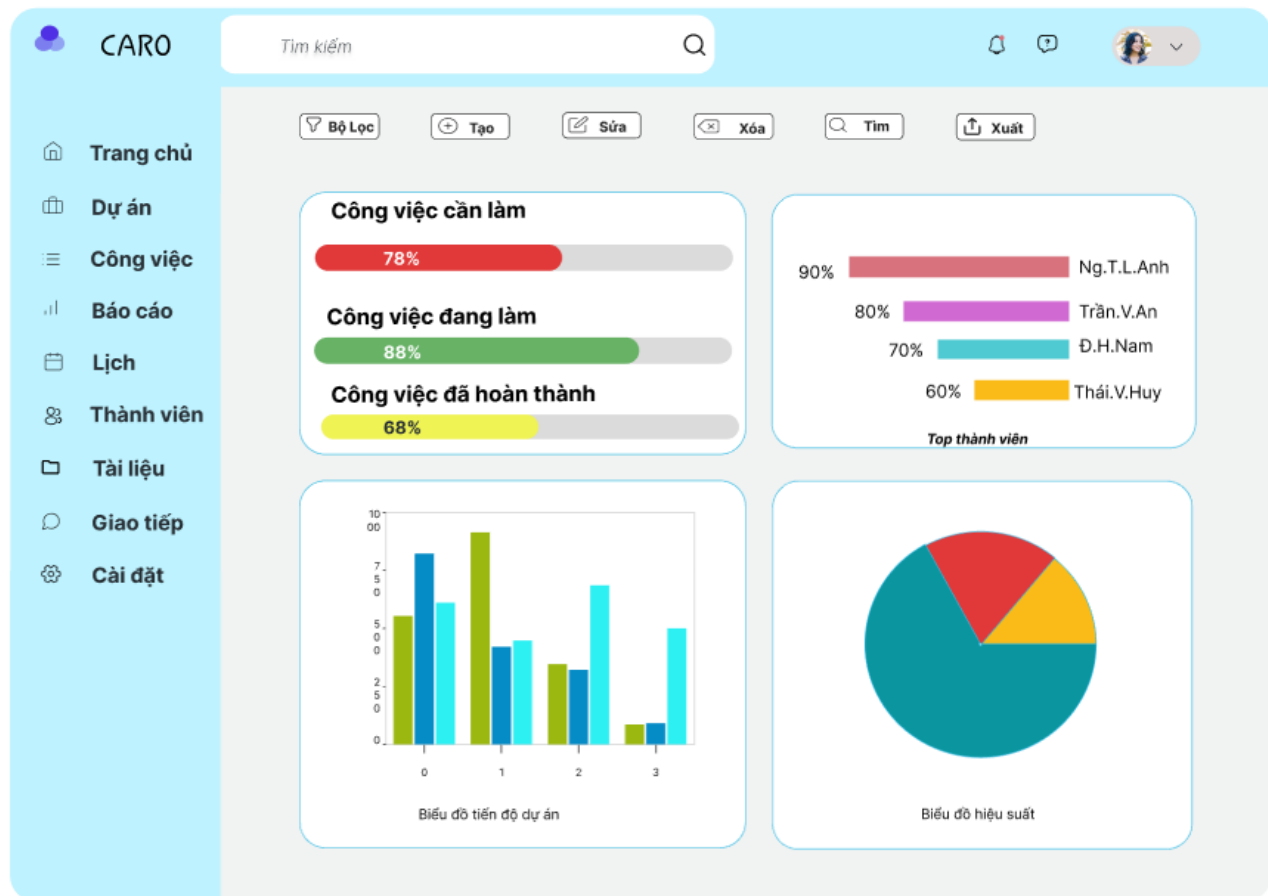 CARO
Tìm kiếm
Trang chủ
Dự án
Công việc
Báo cáo
Lịch
Thành viên
Tài liệu
Giao tiếp
Cài đặt
Bộ Lọc
Tạo
Sửa
Xóa
Tìm
Xuất
Công việc cần làm
78%
Công việc đang làm
88%
Công việc đã hoàn thành
68%
90% Ng.T.L.Anh
80% Trần.V.An
70% Đ.H.Nam
60% Thái.V.Huy
Top thành viên
10
00
7
5
0
5
0
0
2
5
0
0
0 1 2 3
Biểu đồ tiến độ dự án
Biểu đồ hiệu suất